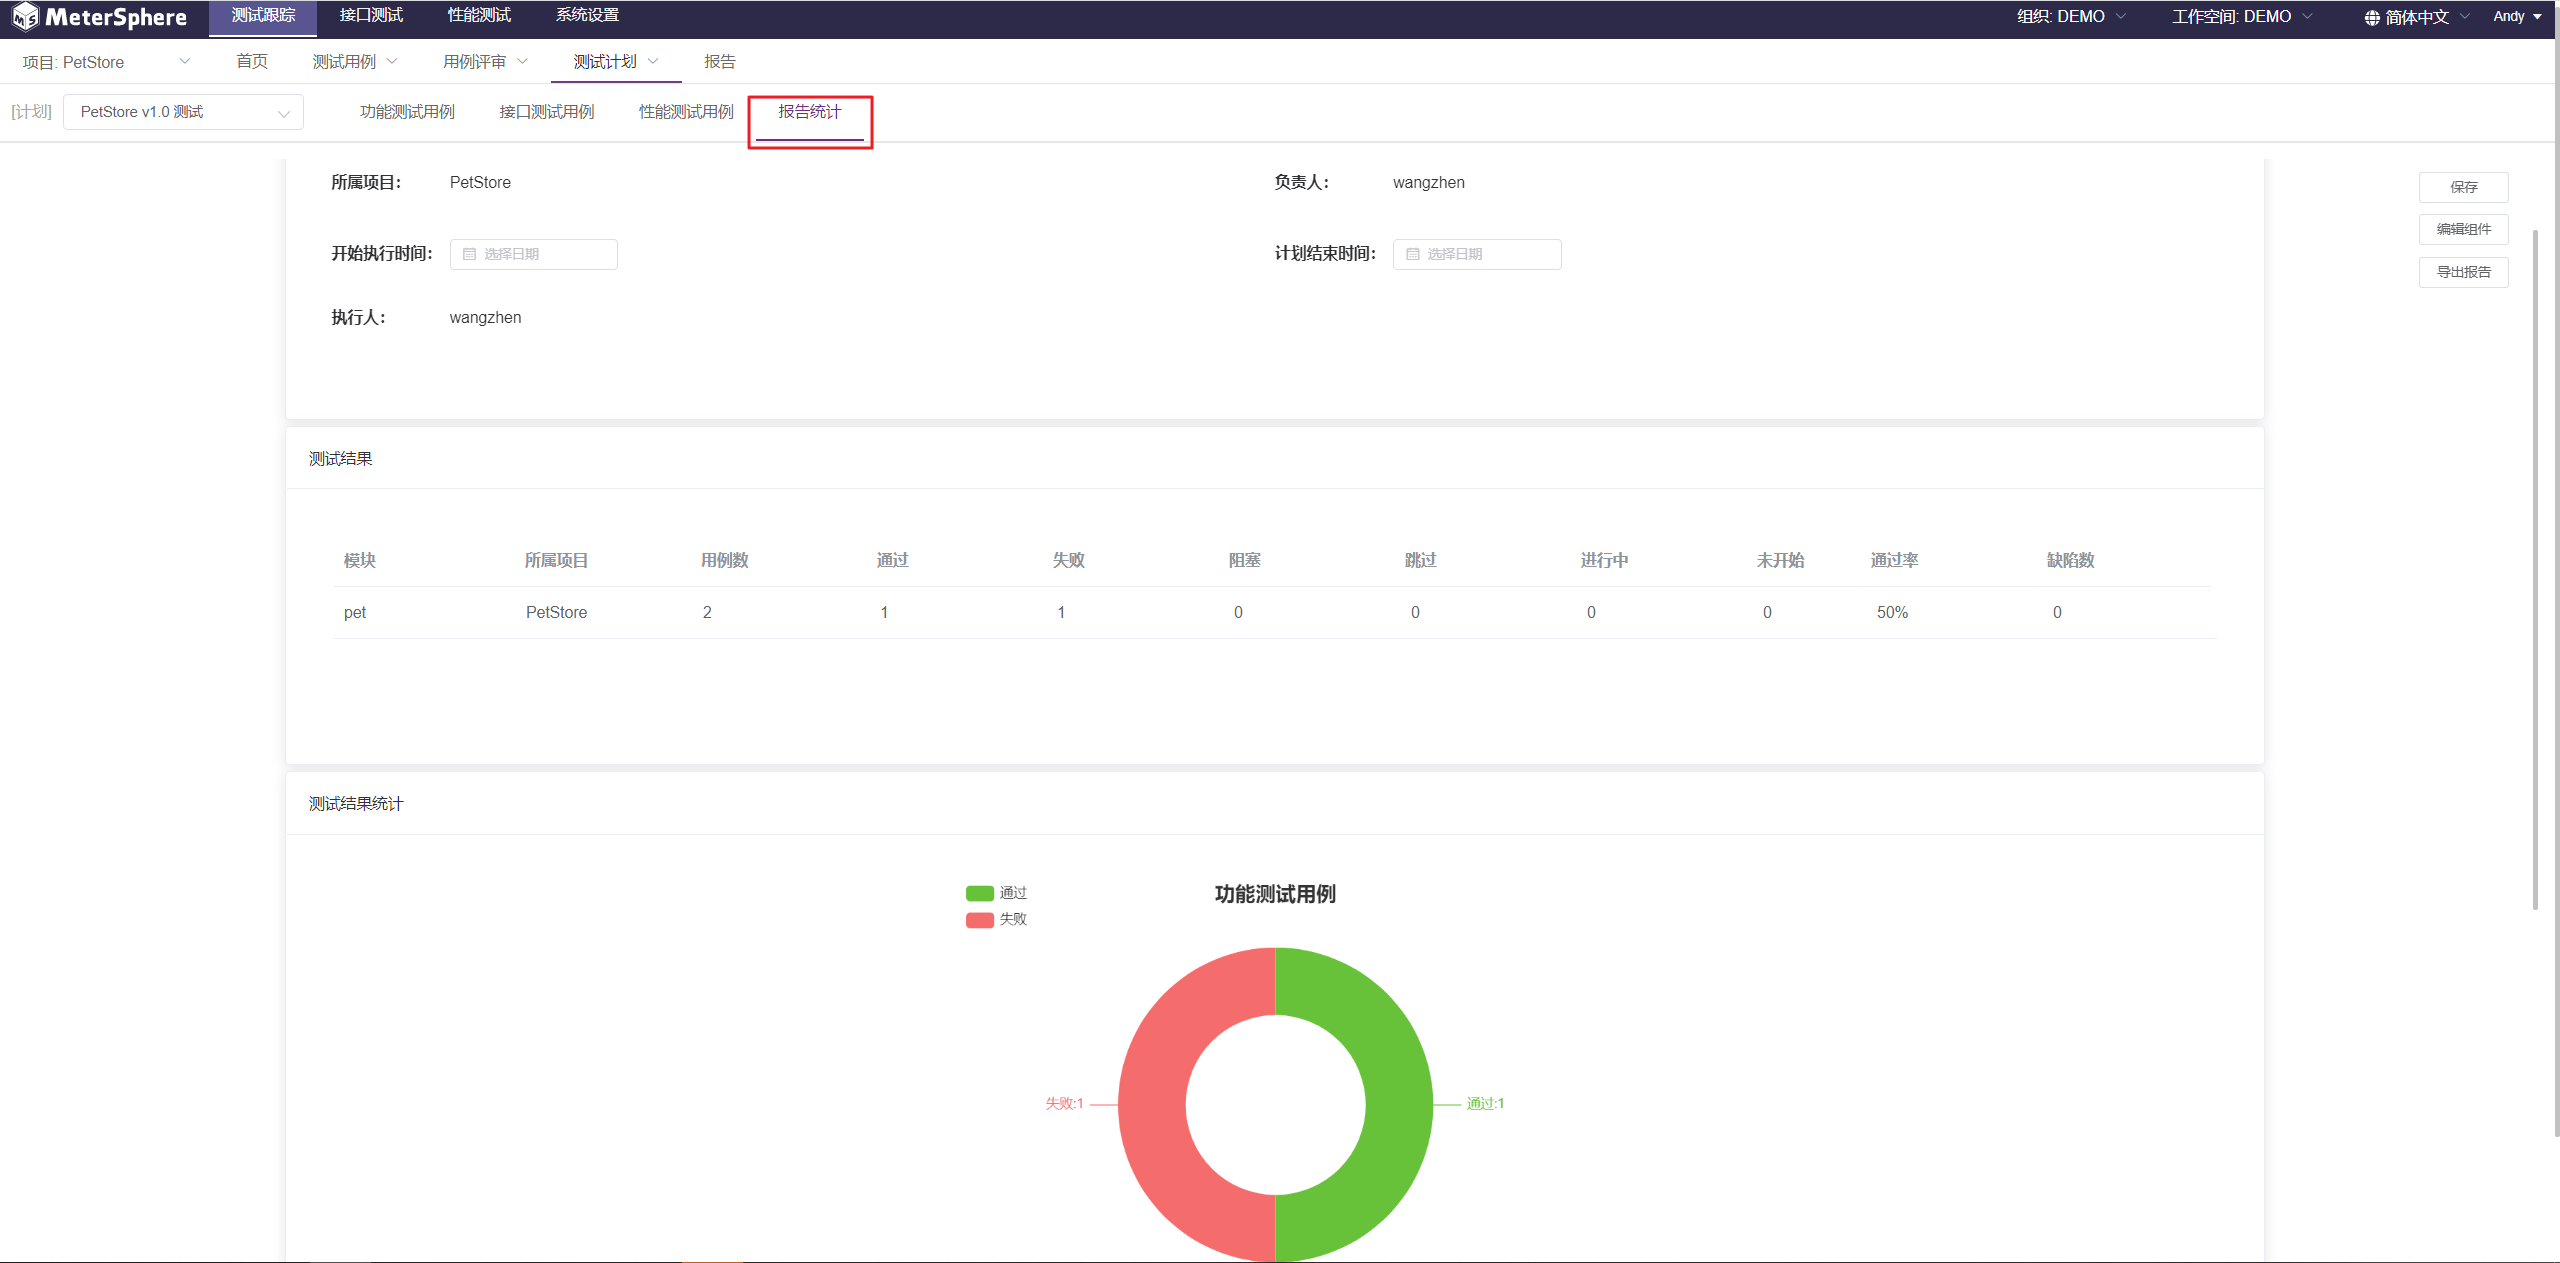 MeterSphere 测试跟踪 接口测试 性能测试 系统设置 组织: DEMO 工作空间: DEMO 简体中文 Andy
项目: PetStore 首页 测试用例 用例评审 测试计划 报告
[计划] PetStore v1.0 测试 功能测试用例 接口测试用例 性能测试用例 报告统计
所属项目： PetStore 负责人： wangzhen
保存
编辑组件
导出报告
开始执行时间： 选择日期 计划结束时间： 选择日期
执行人： wangzhen
测试结果
模块 所属项目 用例数 通过 失败 阻塞 跳过 进行中 未开始 通过率 缺陷数
pet PetStore 2 1 1 0 0 0 0 50% 0
测试结果统计
通过
失败
功能测试用例
失败:1
通过:1